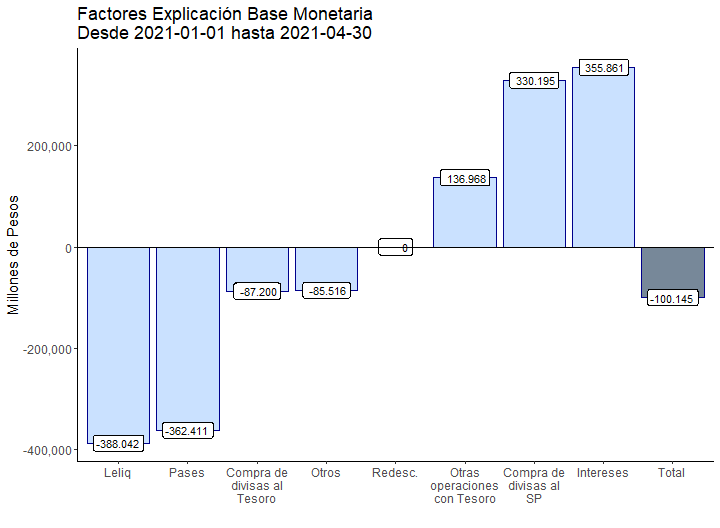 Factores Explicación Base Monetaria
Desde 2021-01-01 hasta 2021-04-30
Millones de Pesos
200,000
0
-200,000
-400,000
-388.042
-362.411
-87.200
-85.516
0
136.968
330.195
355.861
-100.145
Leliq
Pases
Compra de
divisas al
Tesoro
Otros
Redesc.
Otras
operaciones
con Tesoro
Compra de
divisas al
SP
Intereses
Total